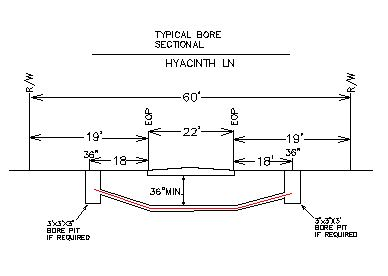 TYPICAL BORE
SECTIONAL
HYACINTH LN
R/W
R/W
60'
EOP
EOP
22'
19'
19'
36"
36"
18
18'
36"MIN.
3'X3'X3'
BORE PIT
IF REQUIRED
3'X3'X3'
BORE PIT
IF REQUIRED